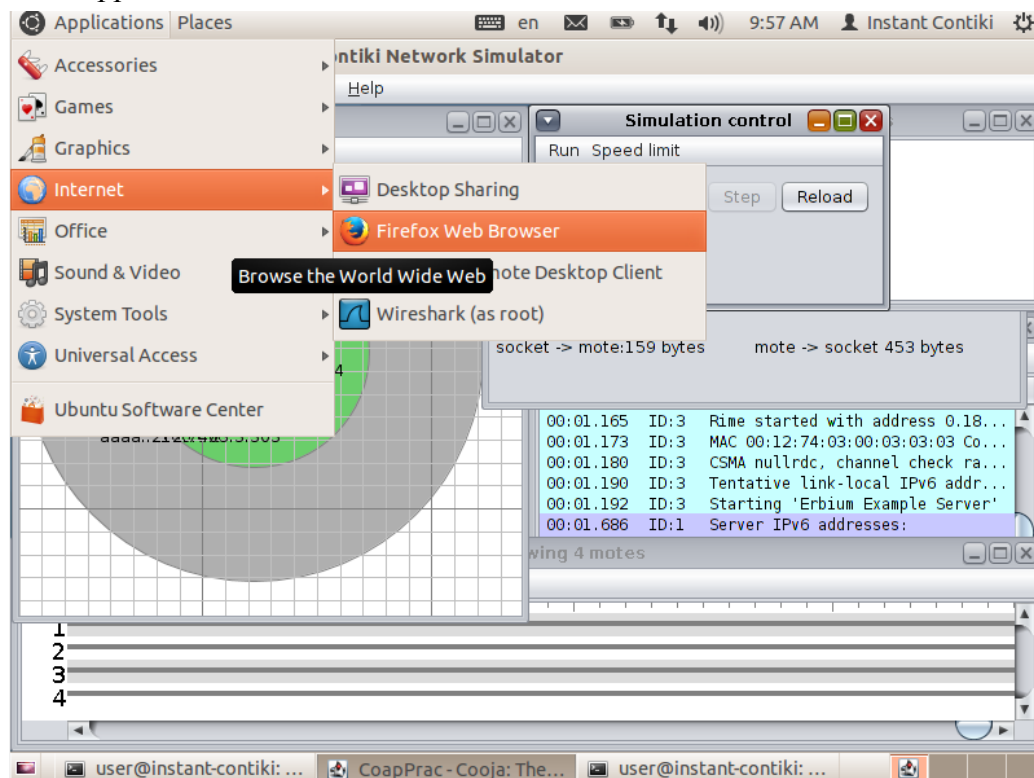 Applications Places en 9:57 AM Instant Contiki
Accessories
ntiki Network Simulator
Games
Help
Graphics
Simulation control
Run Speed limit
Internet
Desktop Sharing
Step Reload
Office
Firefox Web Browser
Sound & Video
Browse the World Wide Web
ote Desktop Client
System Tools
Wireshark (as root)
Universal Access
socket -> mote:159 bytes mote -> socket 453 bytes
4
Ubuntu Software Center
00:01.165 ID:3 Rime started with address 0.18...
00:01.173 ID:3 MAC 00:12:74:03:00:03:03:03 Co...
00:01.180 ID:3 CSMA nullrdc, channel check ra...
00:01.190 ID:3 Tentative link-local IPv6 addr...
00:01.192 ID:3 Starting 'Erbium Example Server'
00:01.686 ID:1 Server IPv6 addresses:
wing 4 motes
1
2
3
4
user@instant-contiki: ... CoapPrac - Cooja: The... user@instant-contiki: ...